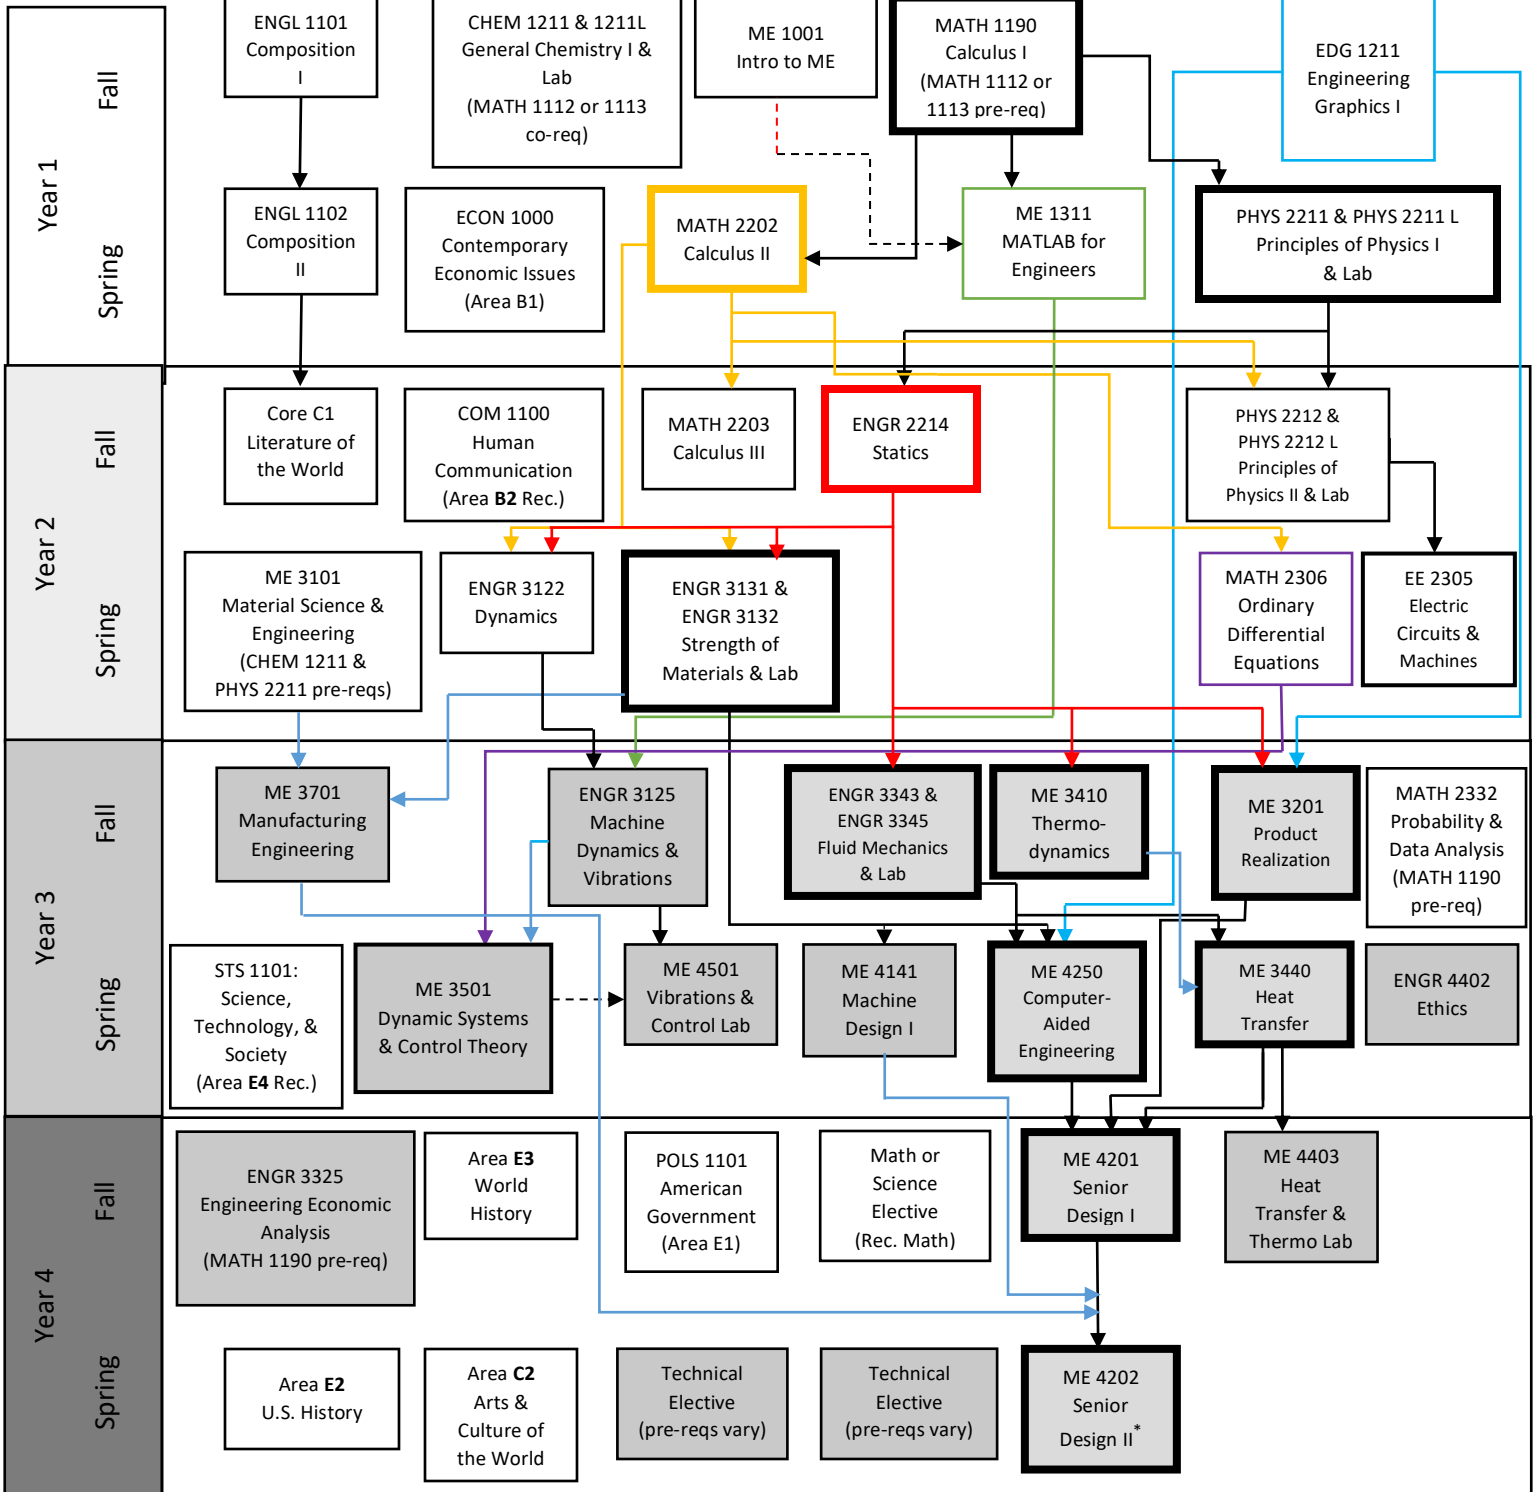 Year 1
Fall
ENGL 1101
Composition
I
CHEM 1211 & 1211L
General Chemistry I &
Lab
(MATH 1112 or 1113
co-req)
ME 1001
Intro to ME
MATH 1190
Calculus I
(MATH 1112 or
1113 pre-req)
EDG 1211
Engineering
Graphics I
Spring
ENGL 1102
Composition
II
ECON 1000
Contemporary
Economic Issues
(Area B1)
MATH 2202
Calculus II
ME 1311
MATLAB for
Engineers
PHYS 2211 & PHYS 2211 L
Principles of Physics I
& Lab
Year 2
Fall
Core C1
Literature of
the World
COM 1100
Human
Communication
(Area B2 Rec.)
MATH 2203
Calculus III
ENGR 2214
Statics
PHYS 2212 &
PHYS 2212 L
Principles of
Physics II & Lab
Spring
ME 3101
Material Science &
Engineering
(CHEM 1211 &
PHYS 2211 pre-reqs)
ENGR 3122
Dynamics
ENGR 3131 &
ENGR 3132
Strength of
Materials & Lab
MATH 2306
Ordinary
Differential
Equations
EE 2305
Electric
Circuits &
Machines
Year 3
Fall
ME 3701
Manufacturing
Engineering
ENGR 3125
Machine
Dynamics &
Vibrations
ENGR 3343 &
ENGR 3345
Fluid Mechanics
& Lab
ME 3410
Thermo-
dynamics
ME 3201
Product
Realization
MATH 2332
Probability &
Data Analysis
(MATH 1190
pre-req)
Spring
STS 1101:
Science,
Technology, &
Society
(Area E4 Rec.)
ME 3501
Dynamic Systems
& Control Theory
ME 4501
Vibrations &
Control Lab
ME 4141
Machine
Design I
ME 4250
Computer-
Aided
Engineering
ME 3440
Heat
Transfer
ENGR 4402
Ethics
Year 4
Fall
ENGR 3325
Engineering Economic
Analysis
(MATH 1190 pre-req)
Area E3
World
History
POLS 1101
American
Government
(Area E1)
Math or
Science
Elective
(Rec. Math)
ME 4201
Senior
Design I
ME 4403
Heat
Transfer &
Thermo Lab
Spring
Area E2
U.S. History
Area C2
Arts &
Culture of
the World
Technical
Elective
(pre-reqs vary)
Technical
Elective
(pre-reqs vary)
ME 4202
Senior
Design II*